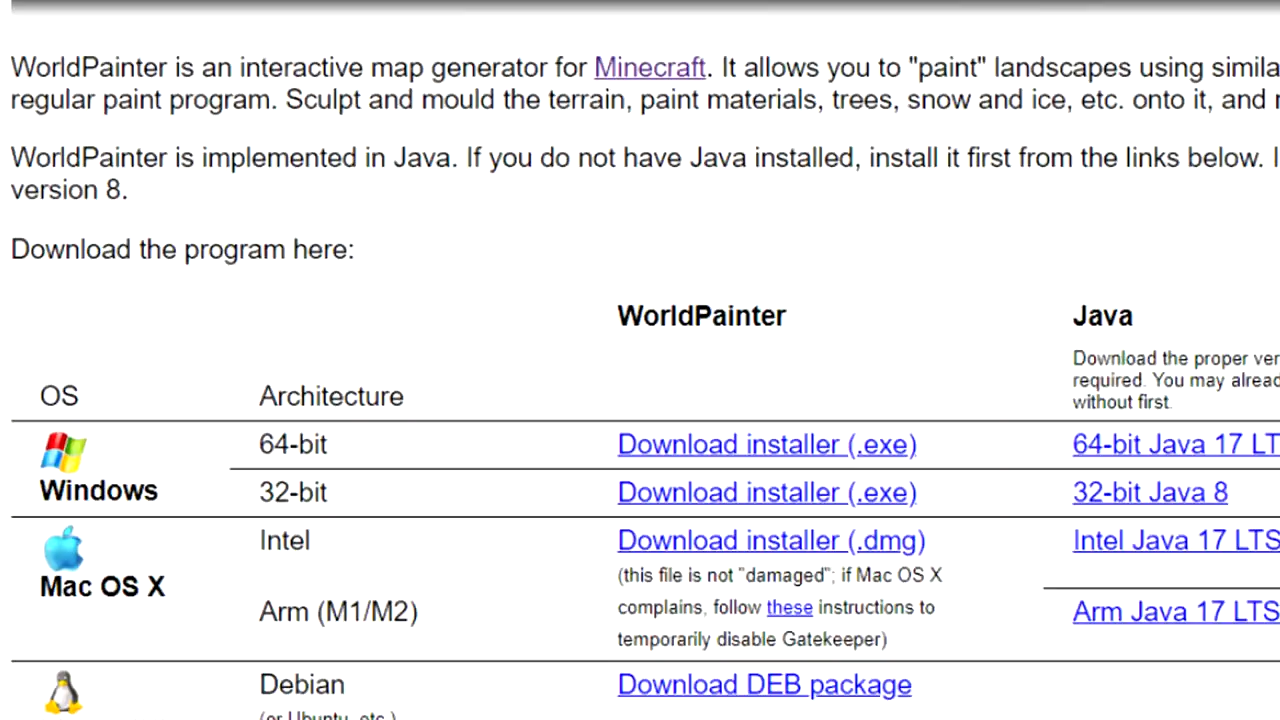 WorldPainter is an interactive map generator for Minecraft. It allows you to "paint" landscapes using
regular paint program. Sculpt and mould the terrain, paint materials, trees, snow and ice, etc. onto it, and
WorldPainter is implemented in Java. If you do not have Java installed, install it first from the links below.
version 8.
Download the program here:
WorldPainter Java
Download the proper
required. You may
without first.
OS Architecture
64-bit Download installer (.exe) 64-bit Java 17
Windows 32-bit Download installer (.exe) 32-bit Java 8
Intel Download installer (.dmg) Intel Java 17 LTS
Mac OS X (this file is not "damaged"; if Mac OS X
complains, follow these instructions to
Arm (M1/M2) Arm Java 17 LTS
temporarily disable Gatekeeper)
Debian Download DEB package
(or Ubuntu, etc.)